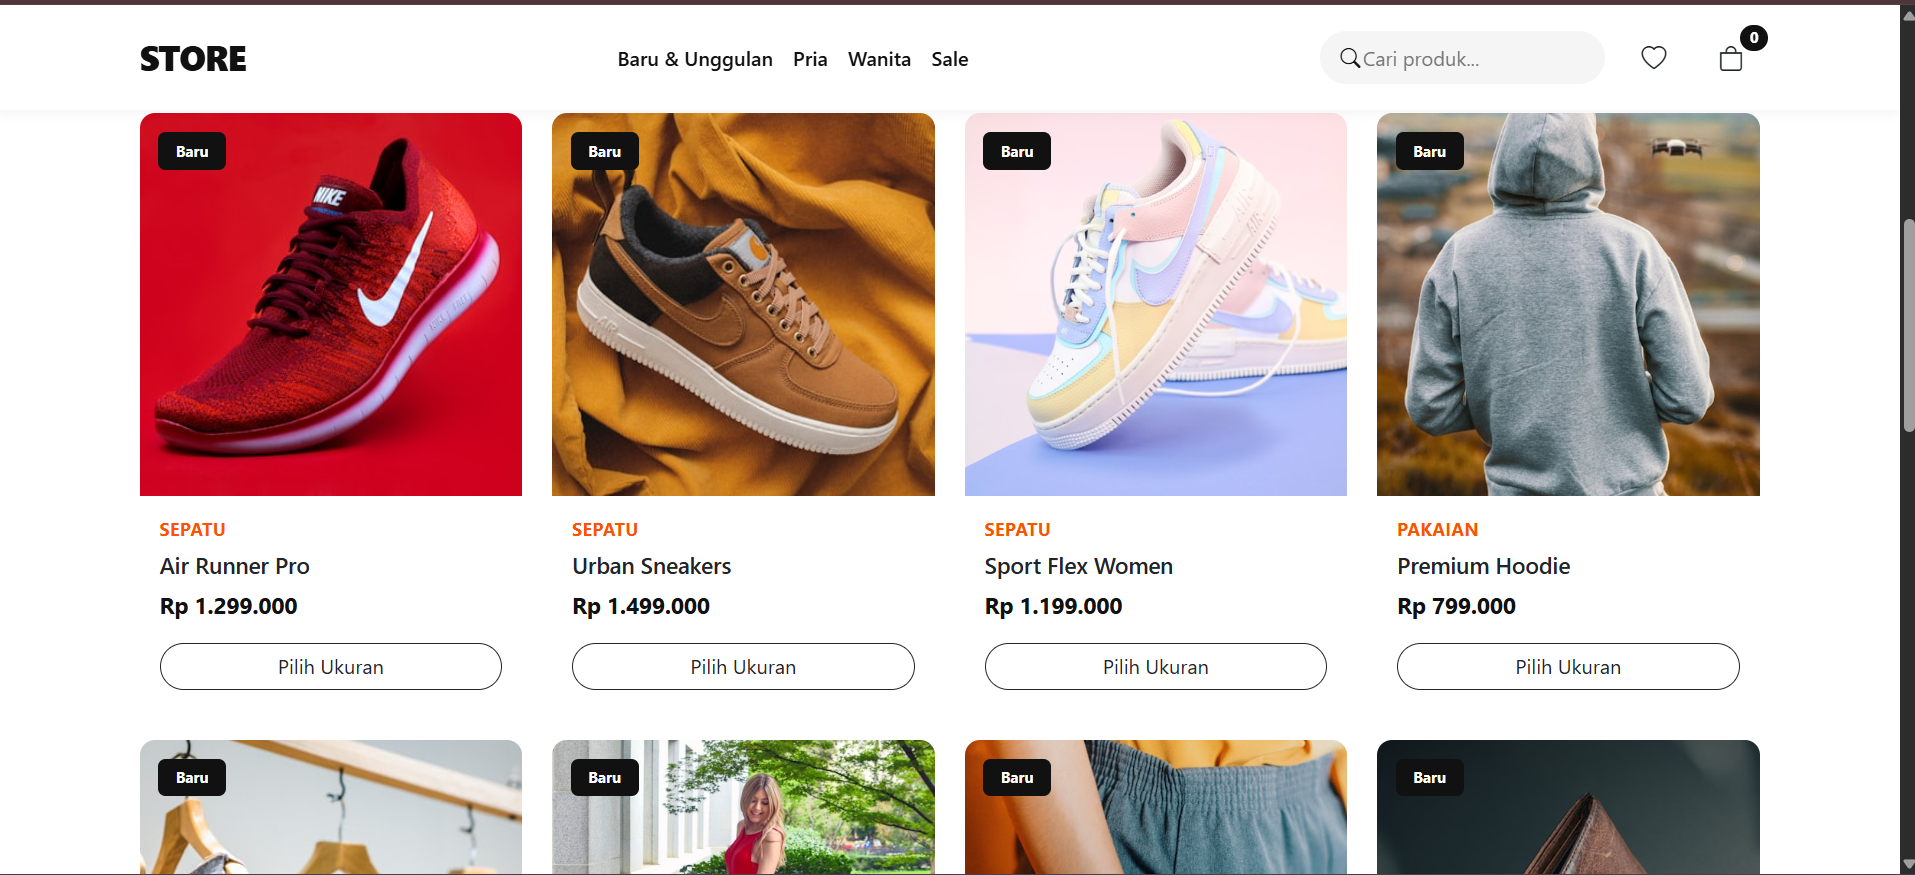 STORE
Baru & Unggulan Pria Wanita Sale
Cari produk...
0
Baru
Baru
Baru
Baru
NIKE
SEPATU
Air Runner Pro
Rp 1.299.000
Pilih Ukuran
SEPATU
Urban Sneakers
Rp 1.499.000
Pilih Ukuran
SEPATU
Sport Flex Women
Rp 1.199.000
Pilih Ukuran
PAKAIAN
Premium Hoodie
Rp 799.000
Pilih Ukuran
Baru
Baru
Baru
Baru